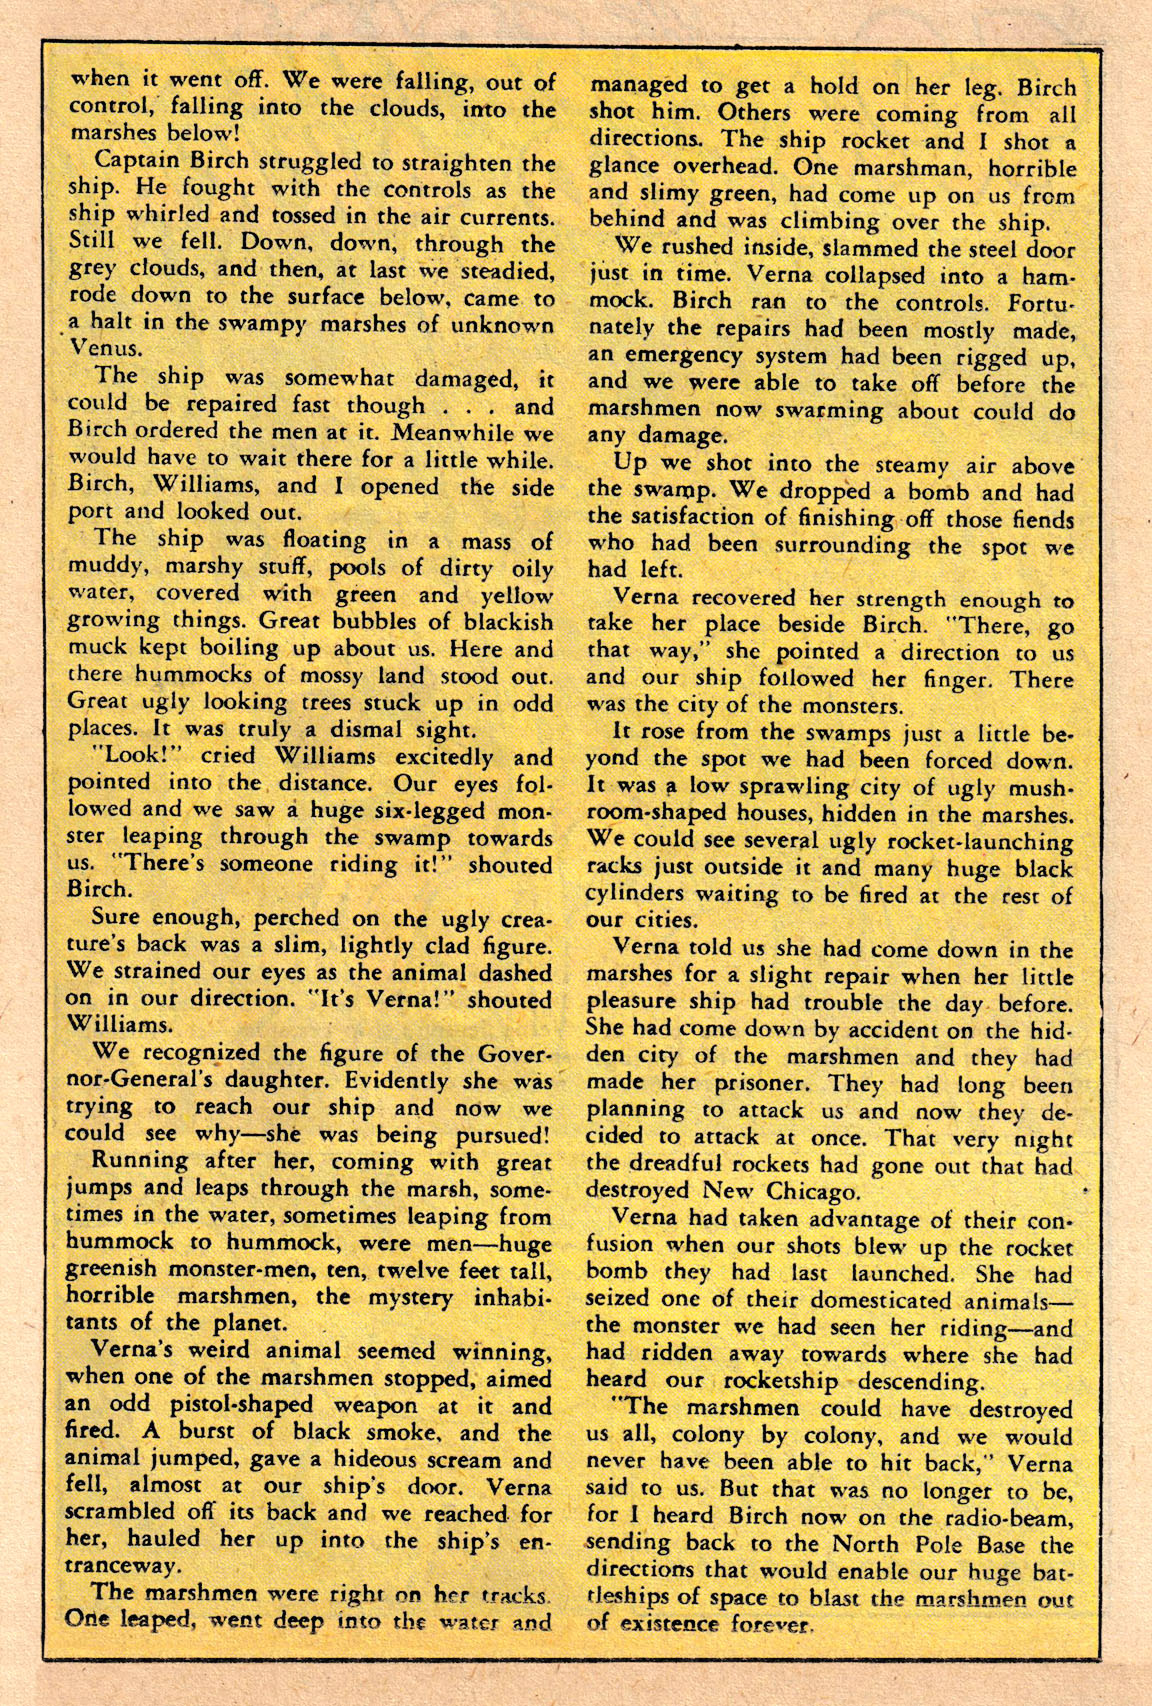 when it went off. We were falling, out of
control, falling into the clouds, into the
marshes below!
Captain Birch struggled to straighten the
ship. He fought with the controls as the
ship whirled and tossed in the air currents.
Still we fell. Down, down, through the
grey clouds, and then, at last we steadied,
rode down to the surface below, came to
a halt in the swampy marshes of unknown
Venus.
The ship was somewhat damaged, it
could be repaired fast though . . . and
Birch ordered the men at it. Meanwhile we
would have to wait there for a little while.
Birch, Williams, and I opened the side
port and looked out.
The ship was floating in a mass of
muddy, marshy stuff, pools of dirty oily
water, covered with green and yellow
growing things. Great bubbles of blackish
muck kept boiling up about us. Here and
there hummocks of mossy land stood out.
Great ugly looking trees stuck up in odd
places. It was truly a dismal sight.
"Look!" cried Williams excitedly and
pointed into the distance. Our eyes fol-
lowed and we saw a huge six-legged mon-
ster leaping through the swamp towards
us. "There's someone riding it!" shouted
Birch.
Sure enough, perched on the ugly crea-
ture's back was a slim, lightly clad figure.
We strained our eyes as the animal dashed
on in our direction. "It's Verna!" shouted
Williams.
We recognized the figure of the Gover-
nor-General's daughter. Evidently she was
trying to reach our ship and now we
could see why—she was being pursued!
Running after her, coming with great
jumps and leaps through the marsh, some-
times in the water, sometimes leaping from
hummock to hummock, were men—huge
greenish monster-men, ten, twelve feet tall,
horrible marshmen, the mystery inhabi-
tants of the planet.
Verna's weird animal seemed winning,
when one of the marshmen stopped, aimed
an odd pistol-shaped weapon at it and
fired. A burst of black smoke, and the
animal jumped, gave a hideous scream and
fell, almost at our ship's door. Verna
scrambled off its back and we reached for
her, hauled her up into the ship's en-
tranceway.
The marshmen were right on her tracks.
One leaped, went deep into the water and
managed to get a hold on her leg. Birch
shot him. Others were coming from all
directions. The ship rocket and I shot a
glance overhead. One marshman, horrible
and slimy green, had come up on us from
behind and was climbing over the ship.
We rushed inside, slammed the steel door
just in time. Verna collapsed into a ham-
mock. Birch ran to the controls. Fortu-
nately the repairs had been mostly made,
an emergency system had been rigged up,
and we were able to take off before the
marshmen now swarming about could do
any damage.
Up we shot into the steamy air above
the swamp. We dropped a bomb and had
the satisfaction of finishing off those fiends
who had been surrounding the spot we
had left.
Verna recovered her strength enough to
take her place beside Birch. "There, go
that way," she pointed a direction to us
and our ship followed her finger. There
was the city of the monsters.
It rose from the swamps just a little be-
yond the spot we had been forced down.
It was a low sprawling city of ugly mush-
room-shaped houses, hidden in the marshes.
We could see several ugly rocket-launching
racks just outside it and many huge black
cylinders waiting to be fired at the rest of
our cities.
Verna told us she had come down in the
marshes for a slight repair when her little
pleasure ship had trouble the day before.
She had come down by accident on the hid-
den city of the marshmen and they had
made her prisoner. They had long been
planning to attack us and now they de-
cided to attack at once. That very night
the dreadful rockets had gone out that had
destroyed New Chicago.
Verna had taken advantage of their con-
fusion when our shots blew up the rocket
bomb they had last launched. She had
seized one of their domesticated animals—
the monster we had seen her riding—and
had ridden away towards where she had
heard our rocketship descending.
"The marshmen could have destroyed
us all, colony by colony, and we would
never have been able to hit back," Verna
said to us. But that was no longer to be,
for I heard Birch now on the radio-beam,
sending back to the North Pole Base the
directions that would enable our huge bat-
tleships of space to blast the marshmen out
of existence forever.